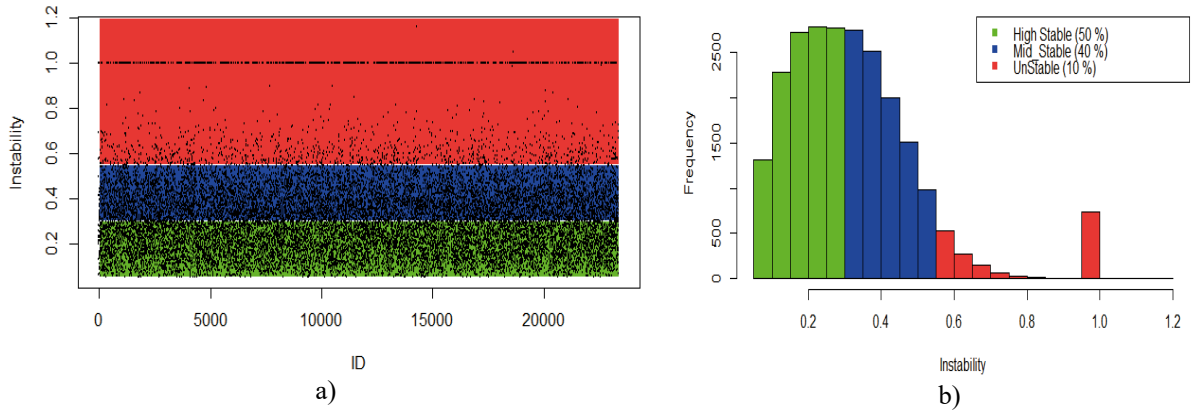 Instability
0.2 0.4 0.6 0.8 1.0 1.2
0 5000 10000 15000 20000
ID
a)
Frequency
0 500 1500 2500
High Stable (50 %)
Mid_Stable (40 %)
UnStable (10 %)
0.2 0.4 0.6 0.8 1.0 1.2
Instability
b)